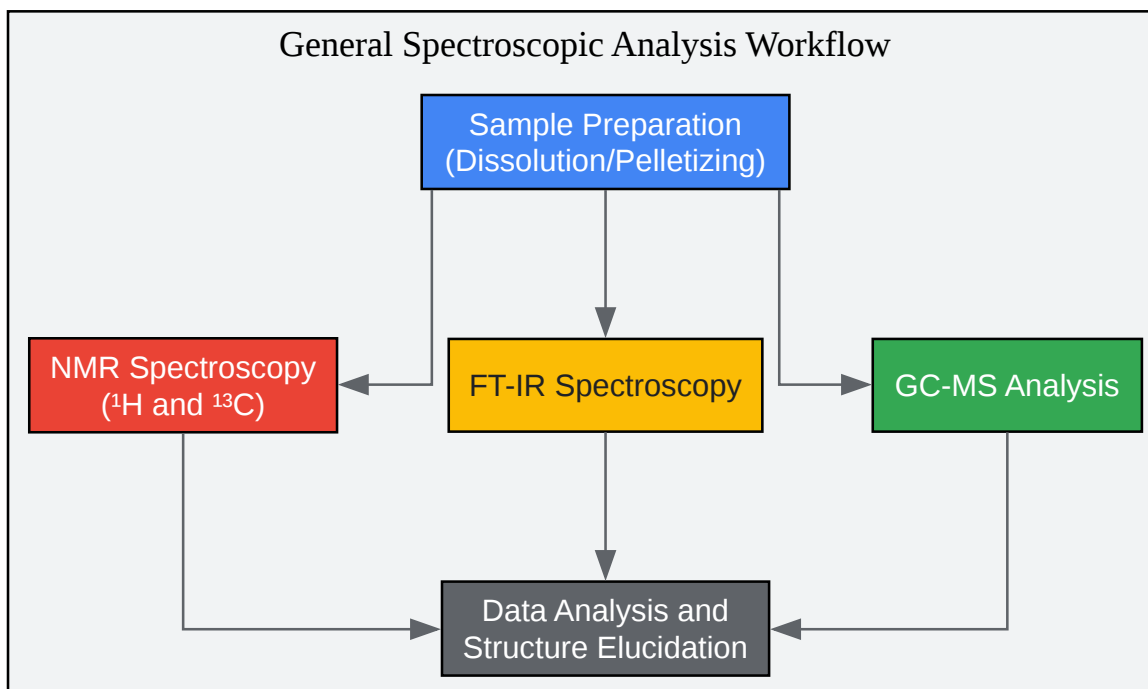 General Spectroscopic Analysis Workflow
Sample Preparation
(Dissolution/Pelletizing)
NMR Spectroscopy
(¹H and ¹³C)
FT-IR Spectroscopy
GC-MS Analysis
Data Analysis and
Structure Elucidation